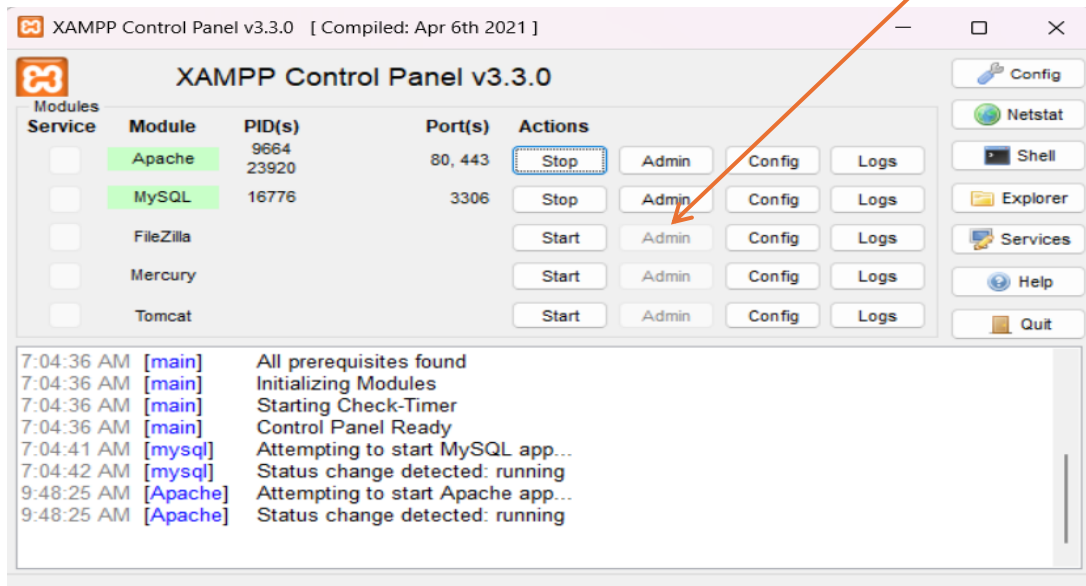 XAMPP Control Panel v3.3.0 [ Compiled: Apr 6th 2021 ]
XAMPP Control Panel v3.3.0
Config
Modules
Service Module PID(s) Port(s) Actions
Netstat
Apache 9664 23920 80, 443 Stop Admin Config Logs
Shell
MySQL 16776 3306 Stop Admin Config Logs
Explorer
FileZilla Start Admin Config Logs
Services
Mercury Start Admin Config Logs
Help
Tomcat Start Admin Config Logs
Quit
7:04:36 AM [main] All prerequisites found
7:04:36 AM [main] Initializing Modules
7:04:36 AM [main] Starting Check-Timer
7:04:36 AM [main] Control Panel Ready
7:04:41 AM [mysql] Attempting to start MySQL app...
7:04:42 AM [mysql] Status change detected: running
9:48:25 AM [Apache] Attempting to start Apache app...
9:48:25 AM [Apache] Status change detected: running